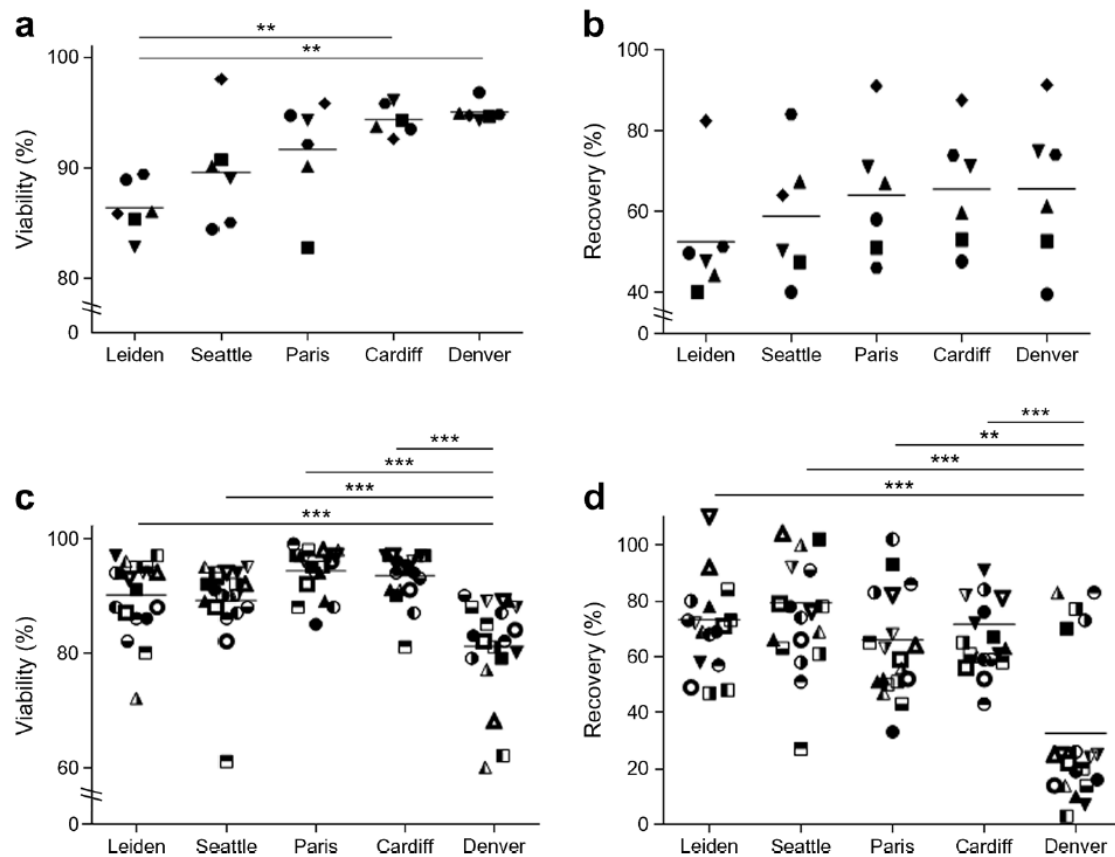 a
**
**
100
90
80
0
Viability (%)
Leiden Seattle Paris Cardiff Denver
b
100
80
60
40
0
Recovery (%)
Leiden Seattle Paris Cardiff Denver
c
***
***
***
***
100
80
60
0
Viability (%)
Leiden Seattle Paris Cardiff Denver
d
***
**
***
***
100
80
60
40
20
0
Recovery (%)
Leiden Seattle Paris Cardiff Denver